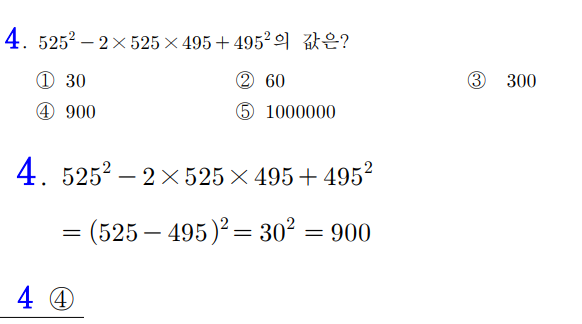 4. 525² − 2×525×495 + 495²의 값은?
① 30 ② 60 ③ 300
④ 900 ⑤ 1000000
4. 525² − 2×525×495 + 495²
= (525 − 495)² = 30² = 900
4 ④